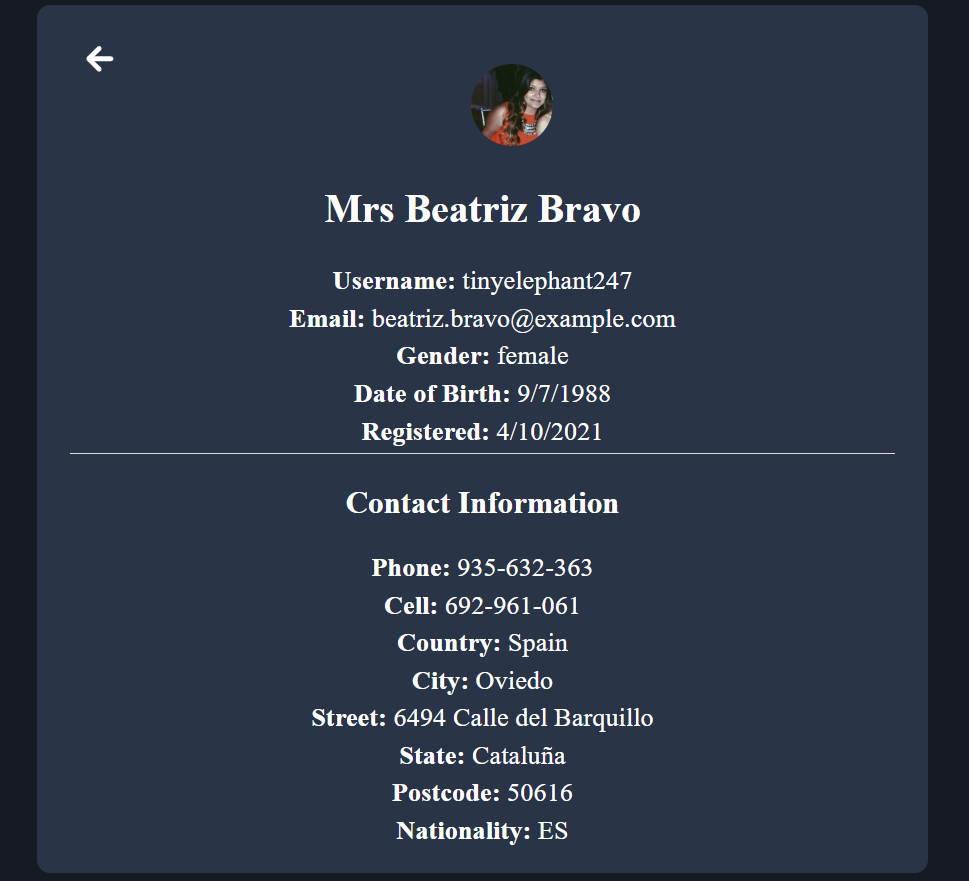 Mrs Beatriz Bravo
Username: tinyelephant247
Email: beatriz.bravo@example.com
Gender: female
Date of Birth: 9/7/1988
Registered: 4/10/2021
Contact Information
Phone: 935-632-363
Cell: 692-961-061
Country: Spain
City: Oviedo
Street: 6494 Calle del Barquillo
State: Cataluña
Postcode: 50616
Nationality: ES